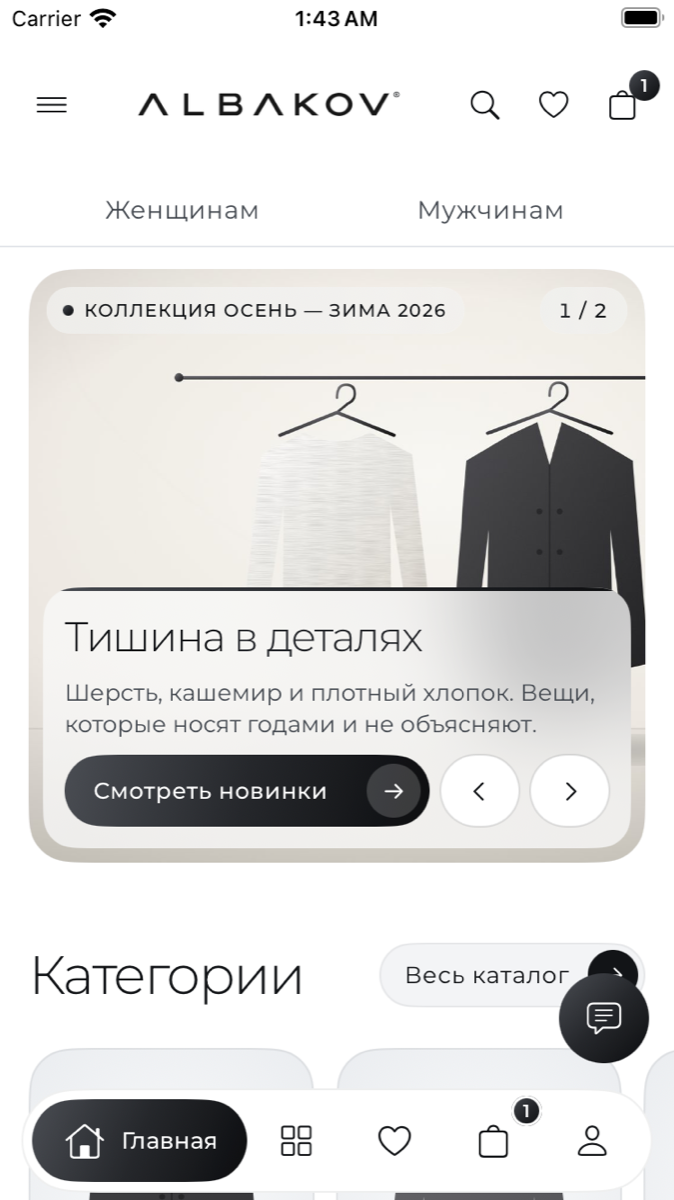 Carrier
1:43 AM
ALBAKOV®
1
Женщинам
Мужчинам
КОЛЛЕКЦИЯ ОСЕНЬ — ЗИМА 2026
1 / 2
Тишина в деталях
Шерсть, кашемир и плотный хлопок. Вещи,
которые носят годами и не объясняют.
Смотреть новинки
Категории
Весь каталог
Главная
1